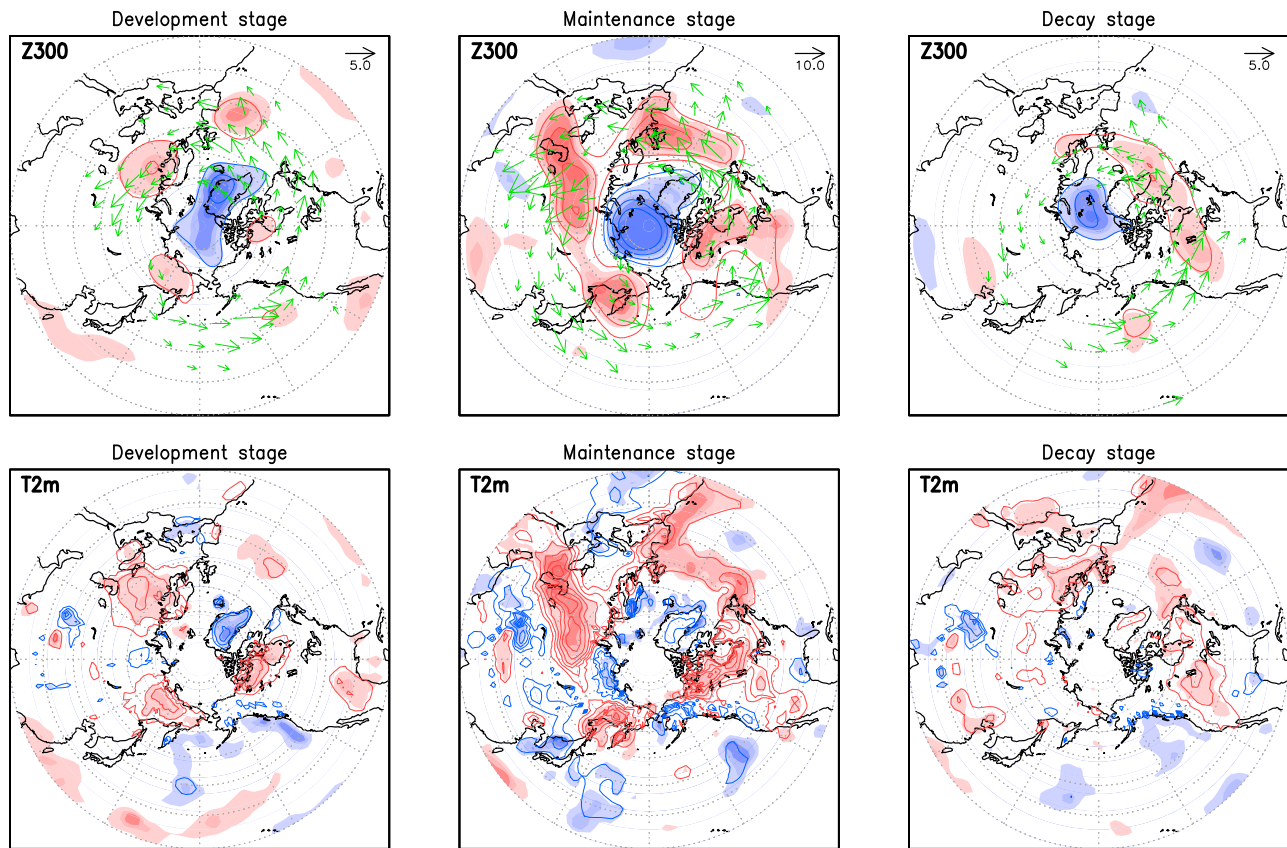 Development stage
Maintenance stage
Decay stage
Z300
5.0
Z300
10.0
Z300
5.0
Development stage
Maintenance stage
Decay stage
T2m
T2m
T2m